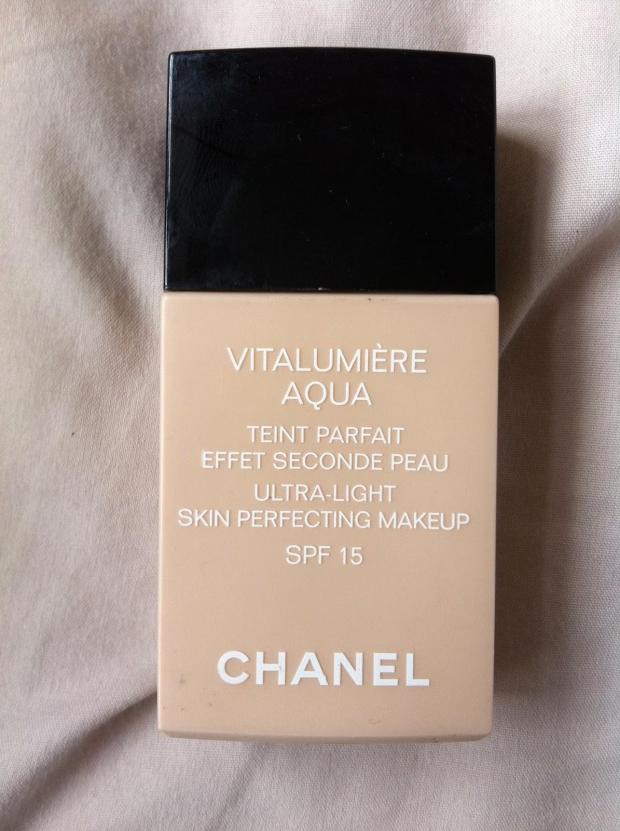 VITALUMIÈRE
AQUA
TEINT PARFAIT
EFFET SECONDE PEAU
ULTRA-LIGHT
SKIN PERFECTING MAKEUP
SPF 15
CHANEL